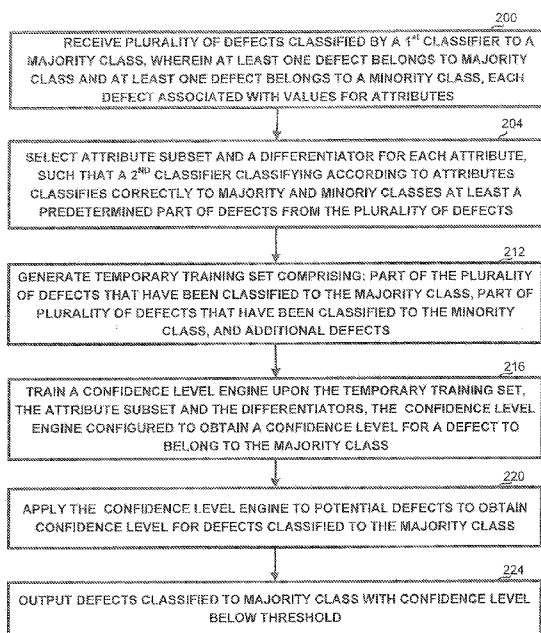 200
RECEIVE PLURALITY OF DEFECTS CLASSIFIED BY A 1ST CLASSIFIER TO A
MAJORITY CLASS, WHEREIN AT LEAST ONE DEFECT BELONGS TO MAJORITY
CLASS AND AT LEAST ONE DEFECT BELONGS TO A MINORITY CLASS, EACH
DEFECT ASSOCIATED WITH VALUES FOR ATTRIBUTES
204
SELECT ATTRIBUTE SUBSET AND A DIFFERENTIATOR FOR EACH ATTRIBUTE,
SUCH THAT A 2ND CLASSIFIER CLASSIFYING ACCORDING TO ATTRIBUTES
CLASSIFIES CORRECTLY TO MAJORITY AND MINORIY CLASSES AT LEAST A
PREDETERMINED PART OF DEFECTS FROM THE PLURALITY OF DEFECTS
212
GENERATE TEMPORARY TRAINING SET COMPRISING: PART OF THE PLURALITY
OF DEFECTS THAT HAVE BEEN CLASSIFIED TO THE MAJORITY CLASS, PART OF
PLURALITY OF DEFECTS THAT HAVE BEEN CLASSIFIED TO THE MINORITY
CLASS, AND ADDITIONAL DEFECTS
216
TRAIN A CONFIDENCE LEVEL ENGINE UPON THE TEMPORARY TRAINING SET,
THE ATTRIBUTE SUBSET AND THE DIFFERENTIATORS, THE CONFIDENCE LEVEL
ENGINE CONFIGURED TO OBTAIN A CONFIDENCE LEVEL FOR A DEFECT TO
BELONG TO THE MAJORITY CLASS
220
APPLY THE CONFIDENCE LEVEL ENGINE TO POTENTIAL DEFECTS TO OBTAIN
CONFIDENCE LEVEL FOR DEFECTS CLASSIFIED TO THE MAJORITY CLASS
224
OUTPUT DEFECTS CLASSIFIED TO MAJORITY CLASS WITH CONFIDENCE LEVEL
BELOW THRESHOLD